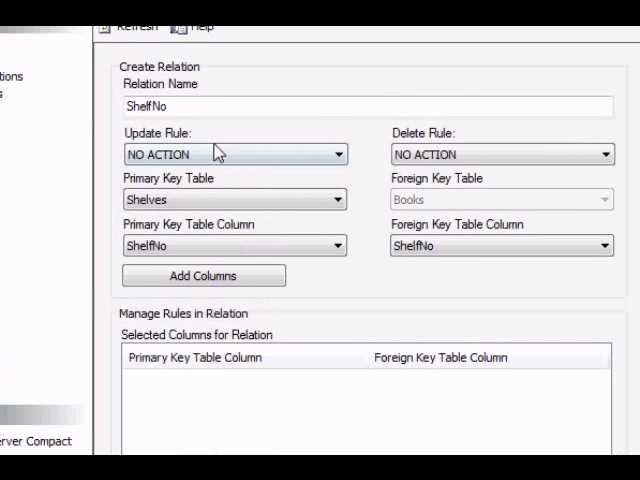 Refresh Help
Create Relation
Relation Name
ShelfNo
Update Rule: Delete Rule:
NO ACTION NO ACTION
Primary Key Table Foreign Key Table
Shelves Books
Primary Key Table Column Foreign Key Table Column
ShelfNo ShelfNo
Add Columns
Manage Rules in Relation
Selected Columns for Relation
Primary Key Table Column Foreign Key Table Column
erver Compact
tions
s